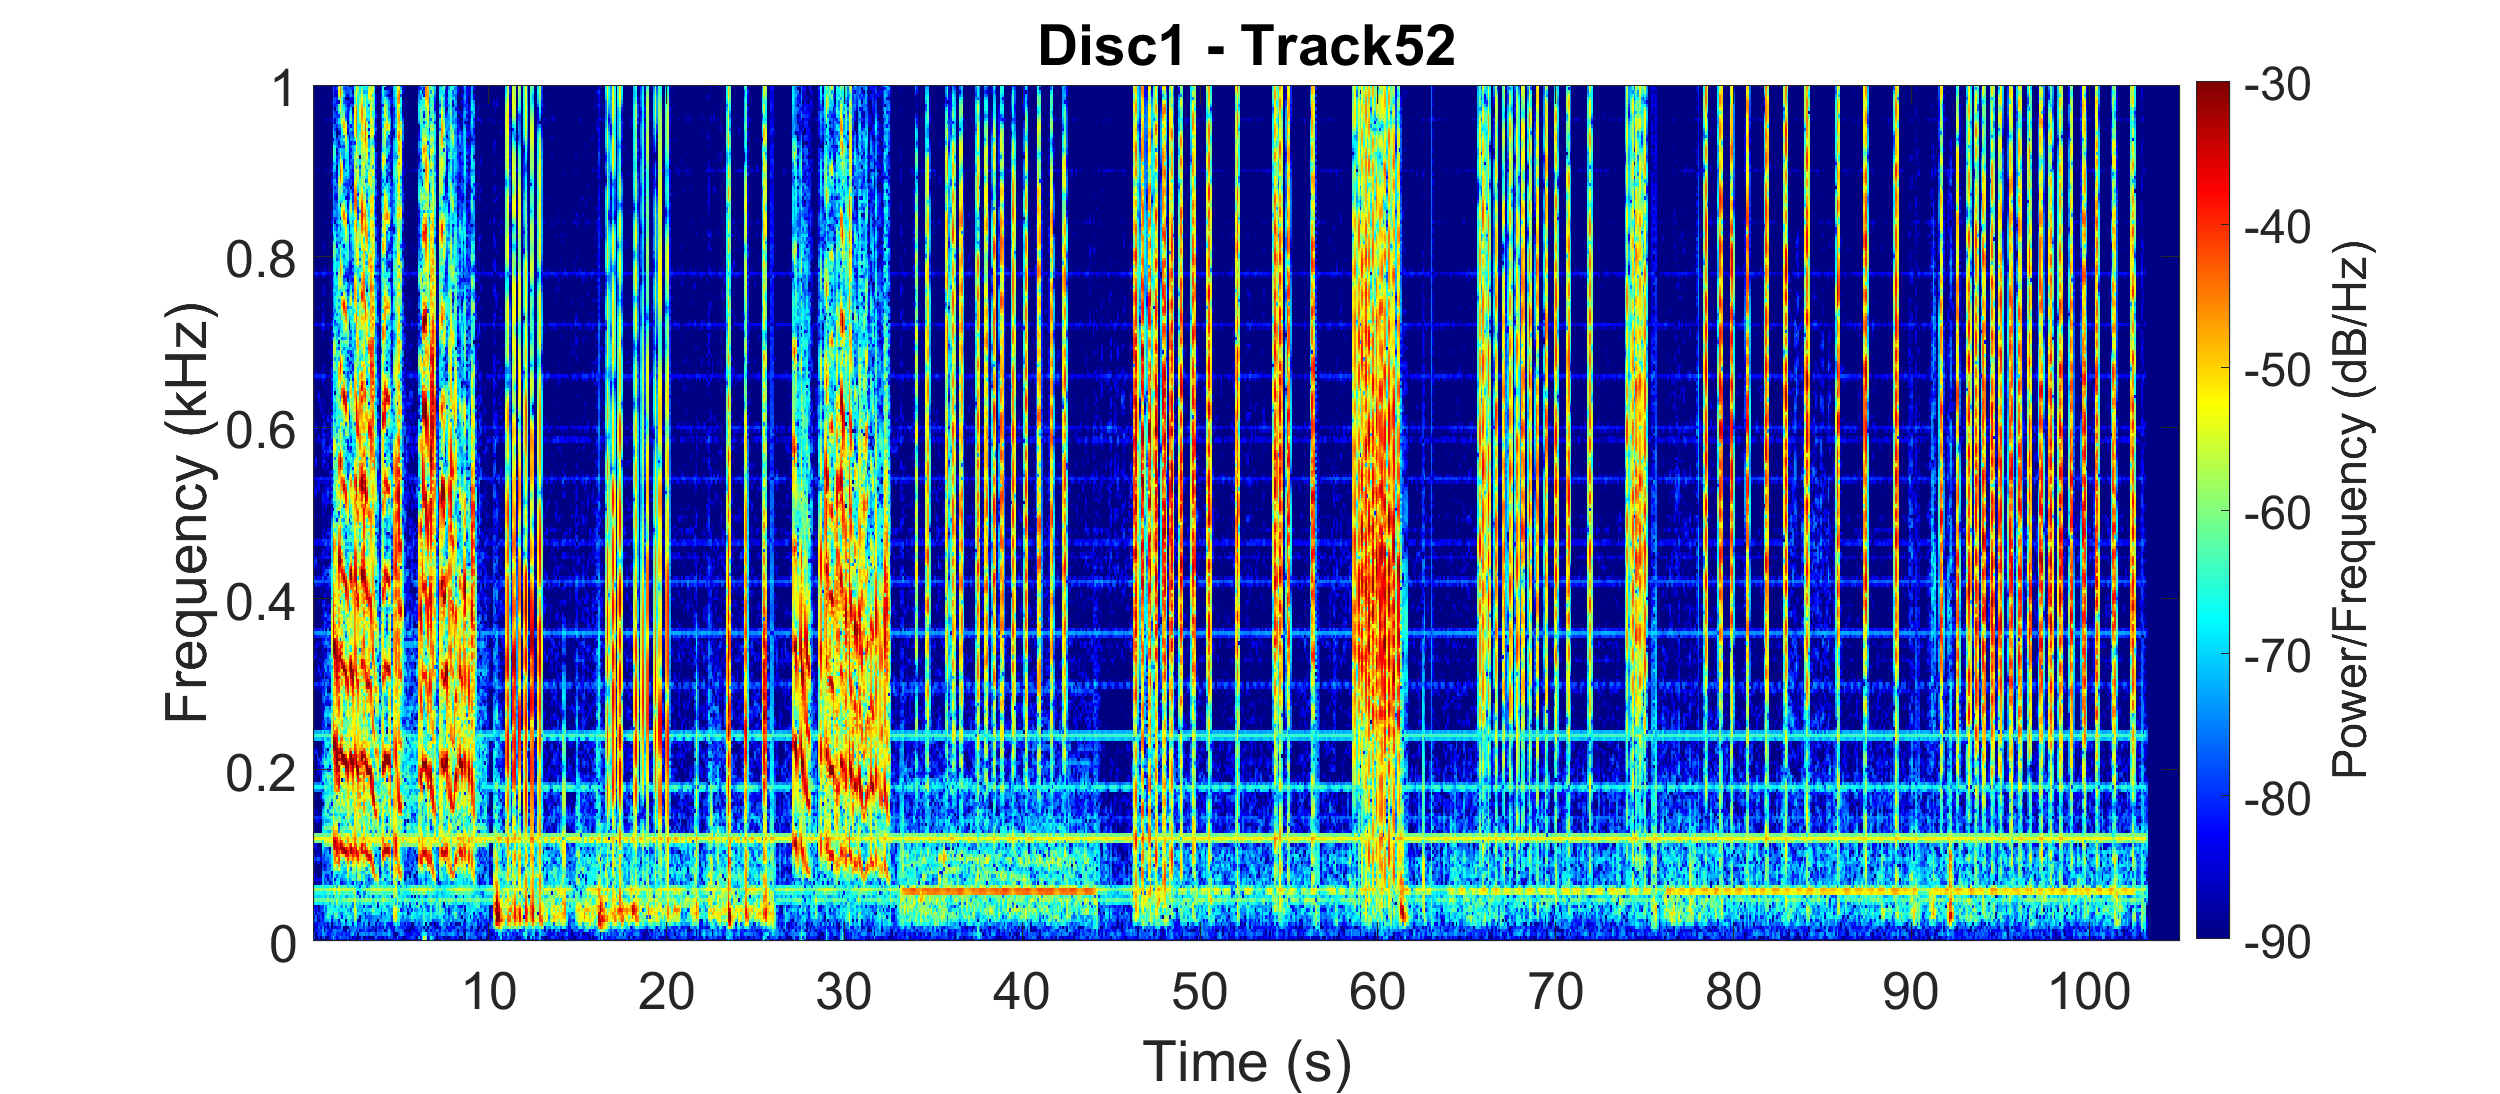 Disc1 - Track52
1
0.8
0.6
0.4
0.2
0
Frequency (kHz)
10 20 30 40 50 60 70 80 90 100
Time (s)
-30
-40
-50
-60
-70
-80
-90
Power/Frequency (dB/Hz)